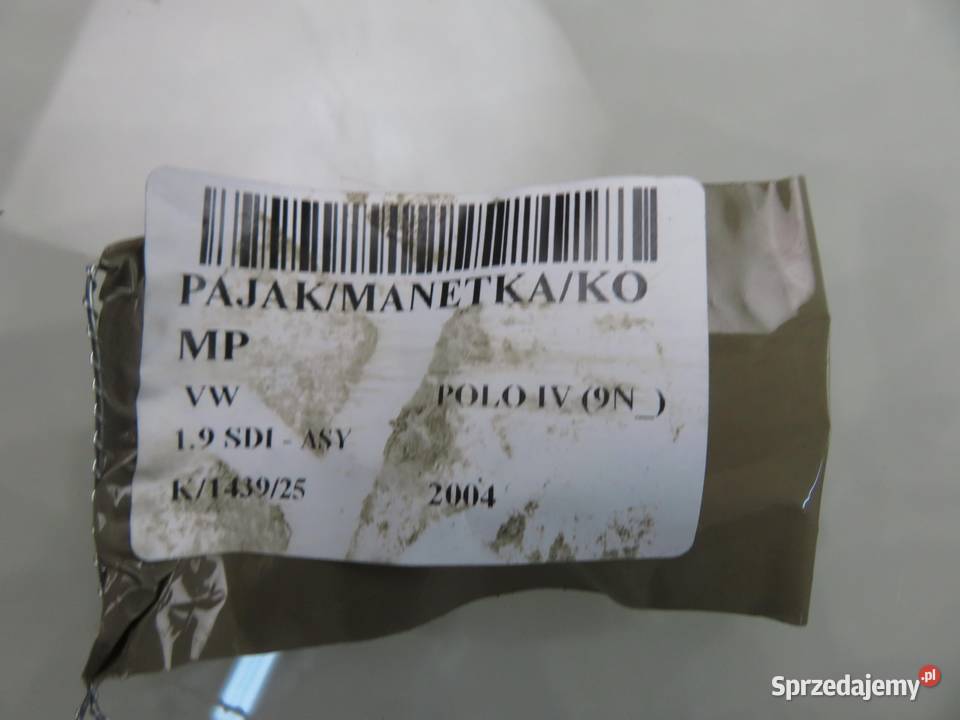 PAJAK/MANETKA/KO
MP
VW POLO IV (9N_)
1.9 SDI - ASY
K/1439/25 2004
Sprzedajemy.pl